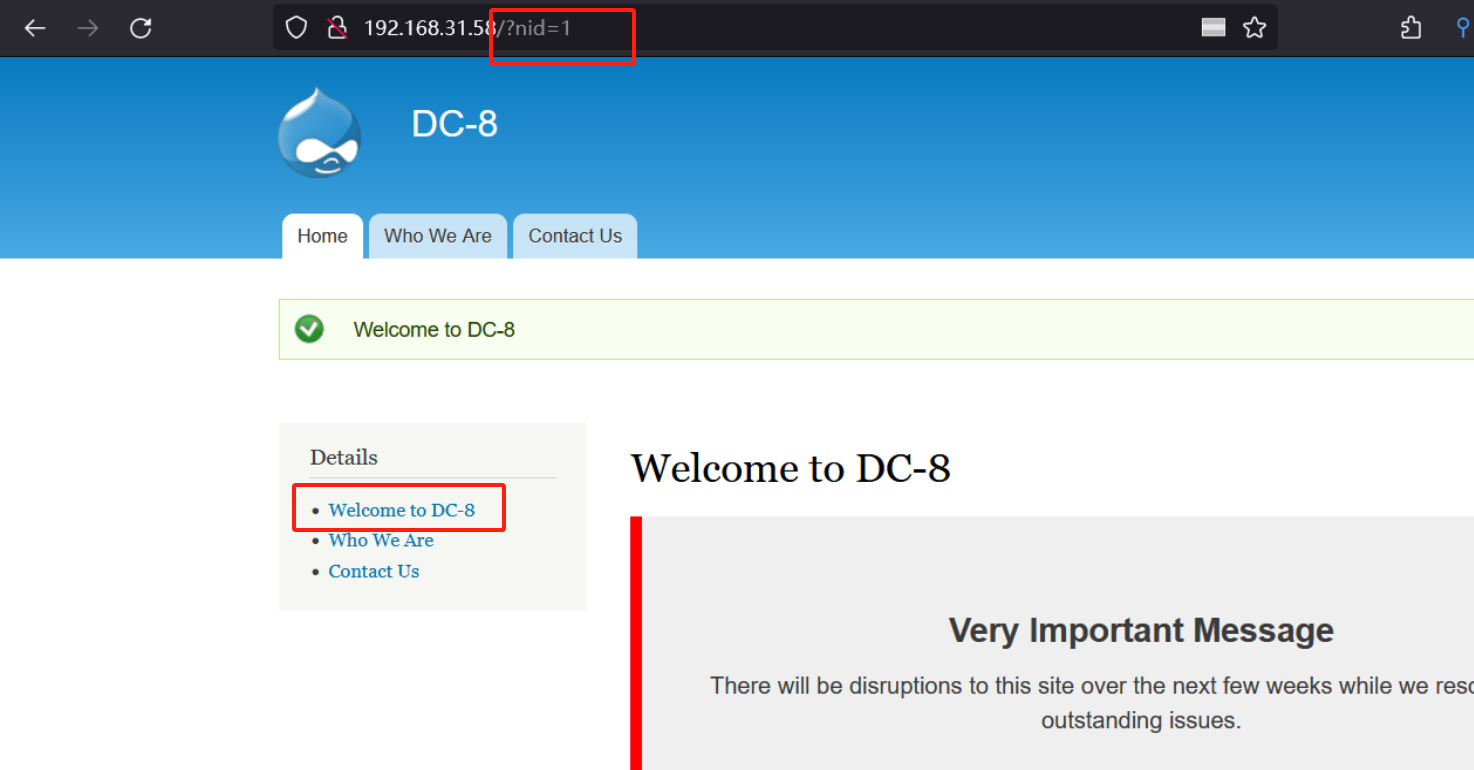 192.168.31.58/?nid=1
DC-8
Home Who We Are Contact Us
Welcome to DC-8
Details
Welcome to DC-8
Who We Are
Contact Us
Welcome to DC-8
Very Important Message
There will be disruptions to this site over the next few weeks while we
outstanding issues.